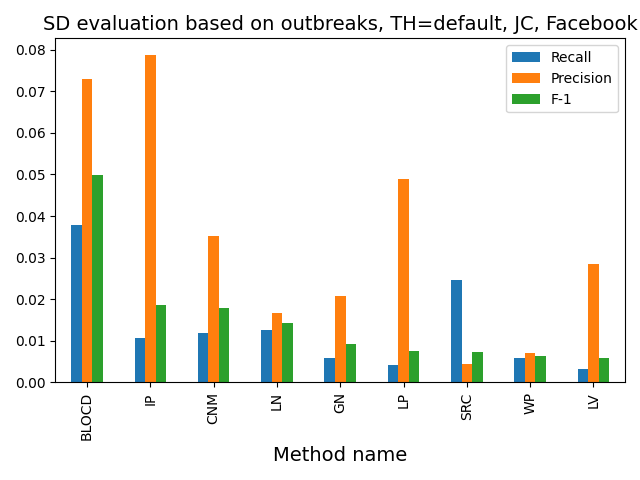 SD evaluation based on outbreaks, TH=default, JC, Facebook
Recall
Precision
F-1
0.08
0.07
0.06
0.05
0.04
0.03
0.02
0.01
0.00
BLOCD
IP
CNM
LN
GN
LP
SRC
WP
LV
Method name